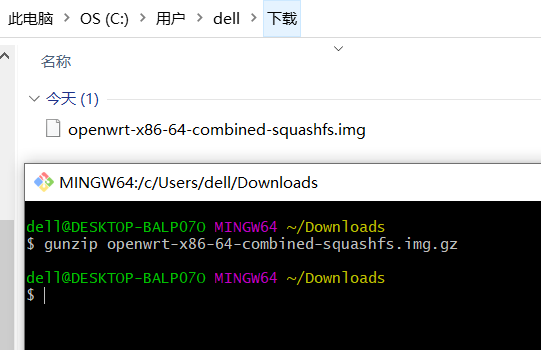 此电脑 > OS (C:) > 用户 > dell > 下载
名称
今天 (1)
openwrt-x86-64-combined-squashfs.img
MINGW64:/c/Users/dell/Downloads
dell@DESKTOP-BALPO7O MINGW64 ~/Downloads
$ gunzip openwrt-x86-64-combined-squashfs.img.gz
dell@DESKTOP-BALPO7O MINGW64 ~/Downloads
$